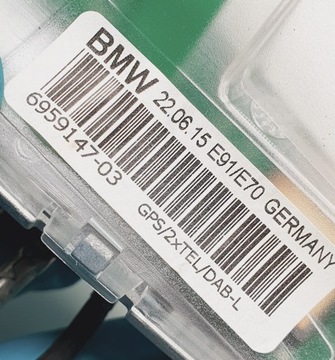 BMW 22.06.15 E91/E70 GERMANY
6959147-03
GPS/2xTEL/DAB-L